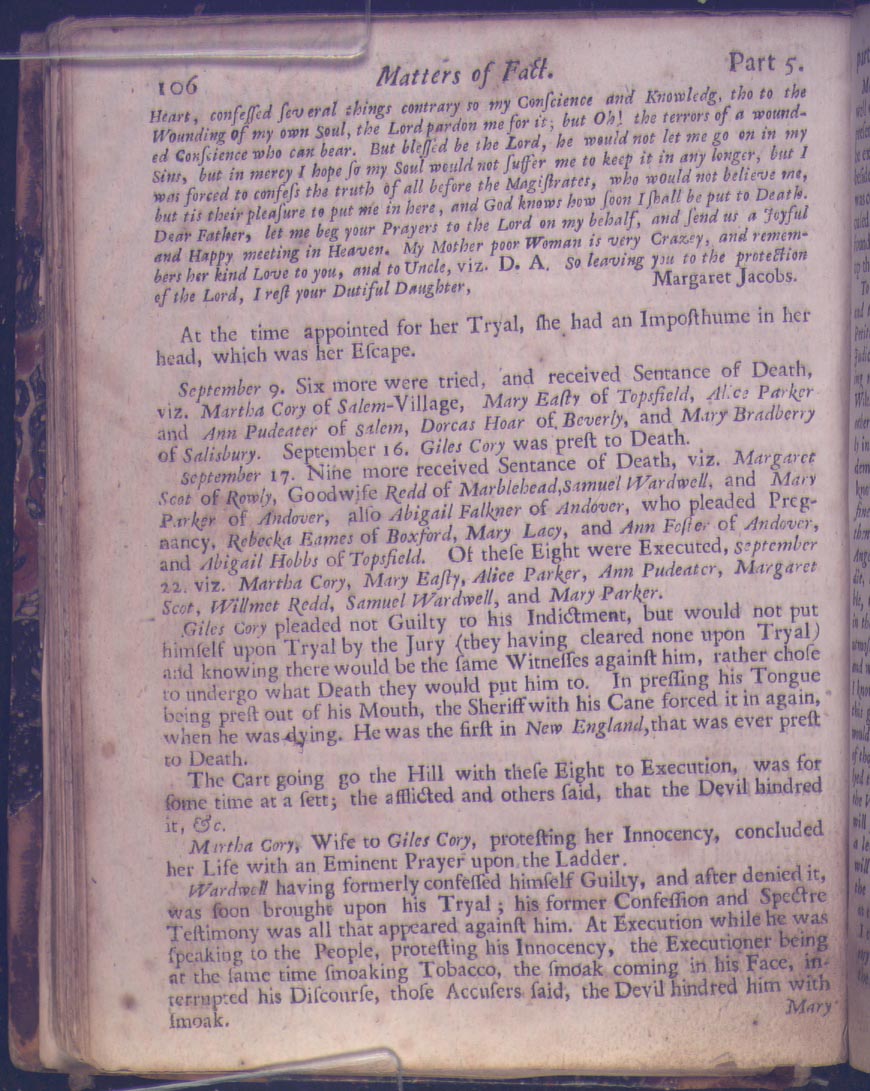 106 Matters of Fact. Part 5.
Heart, confeſſed ſeveral things contrary to my Conſcience and Knowledg, tho to the
Wounding of my own Soul, the Lord pardon me for it; but Oh! the terrors of a wound-
ed Conſcience who can bear. But bleſſed be the Lord, he would not let me go on in my
Sins, but in mercy I hope ſo my Soul would not ſuffer me to keep it in any longer, but I
was forced to confeſs the truth of all before the Magiſtrates, who would not believe me,
but tis their pleaſure to put me in here, and God knows how ſoon I ſhall be put to Death.
Dear Father, let me beg your Prayers to the Lord on my behalf, and ſend us a Joyful
and Happy meeting in Heaven. My Mother poor Woman is very Crazey, and remem-
bers her kind Love to you, and to Uncle, viz. D. A. So leaving you to the protection
of the Lord, I reſt your Dutiful Daughter, Margaret Jacobs.
At the time appointed for her Tryal, ſhe had an Impoſthume in her
head, which was her Eſcape.
September 9. Six more were tried, and received Sentance of Death,
viz. Martha Cory of Salem-Village, Mary Eaſty of Topsfield, Alice Parker
and Ann Pudeater of Salem, Dorcas Hoar of Beverly, and Mary Bradberry
of Salisbury. September 16. Giles Cory was preſt to Death.
September 17. Nine more received Sentance of Death, viz. Margaret
Scot of Rowly, Goodwife Redd of Marblehead, Samuel Wardwell, and Mary
Parker of Andover, alſo Abigail Falkner of Andover, who pleaded Preg-
nancy, Rebecka Eames of Boxford, Mary Lacy, and Ann Foſter of Andover,
and Abigail Hobbs of Topsfield. Of theſe Eight were Executed, September
22. viz. Martha Cory, Mary Eaſty, Alice Parker, Ann Pudeater, Margaret
Scot, Willmet Redd, Samuel Wardwell, and Mary Parker.
Giles Cory pleaded not Guilty to his Indictment, but would not put
himſelf upon Tryal by the Jury (they having cleared none upon Tryal)
and knowing there would be the ſame Witneſſes againſt him, rather choſe
to undergo what Death they would put him to. In preſſing his Tongue
being preſt out of his Mouth, the Sheriff with his Cane forced it in again,
when he was dying. He was the firſt in New England, that was ever preſt
to Death.
The Cart going go the Hill with theſe Eight to Execution, was for
ſome time at a ſett; the afflicted and others ſaid, that the Devil hindred
it, &c.
Martha Cory, Wife to Giles Cory, proteſting her Innocency, concluded
her Life with an Eminent Prayer upon the Ladder.
Wardwell having formerly confeſſed himſelf Guilty, and after denied it,
was ſoon brought upon his Tryal; his former Confeſſion and Spectre
Teſtimony was all that appeared againſt him. At Execution while he was
ſpeaking to the People, proteſting his Innocency, the Executioner being
at the ſame time ſmoaking Tobacco, the ſmoak coming in his Face, in-
terrupted his Diſcourſe, thoſe Accuſers ſaid, the Devil hindred him with
ſmoak.
Mary